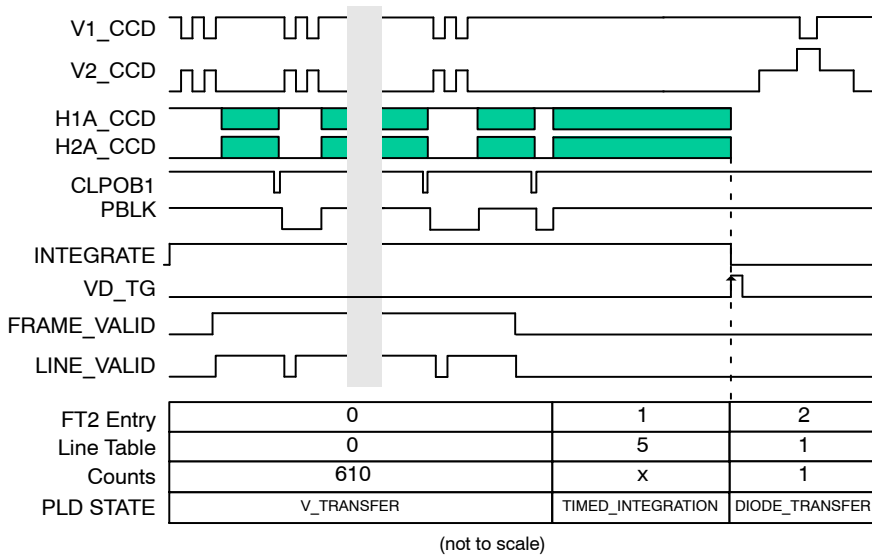 V1_CCD
V2_CCD
H1A_CCD
H2A_CCD
CLPOB1
PBLK
INTEGRATE
VD_TG
FRAME_VALID
LINE_VALID
FT2 Entry 0 1 2
Line Table 0 5 1
Counts 610 x 1
PLD STATE V_TRANSFER TIMED_INTEGRATION DIODE_TRANSFER
(not to scale)